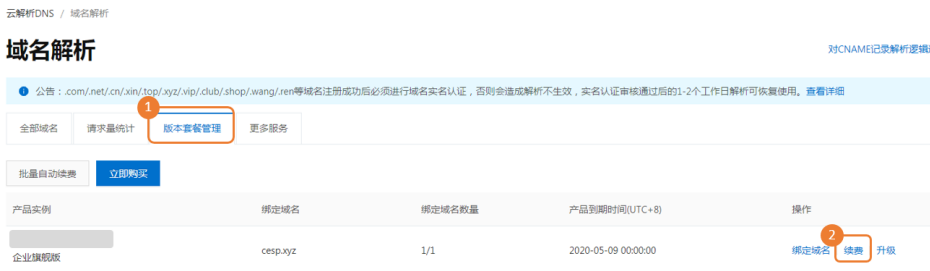 云解析DNS / 域名解析
域名解析
对CNAME记录解析逻辑
公告：.com/.net/.cn/.xin/.top/.xyz/.vip/.club/.shop/.wang/.ren等域名注册成功后必须进行域名实名认证，否则会造成解析不生效，实名认证审核通过后的1-2个工作日解析可恢复使用。查看详细
1
全部域名 请求量统计 版本套餐管理 更多服务
批量自动续费 立即购买
产品实例 绑定域名 绑定域名数量 产品到期时间(UTC+8) 操作
2
企业旗舰版 cesp.xyz 1/1 2020-05-09 00:00:00 绑定域名 续费 升级